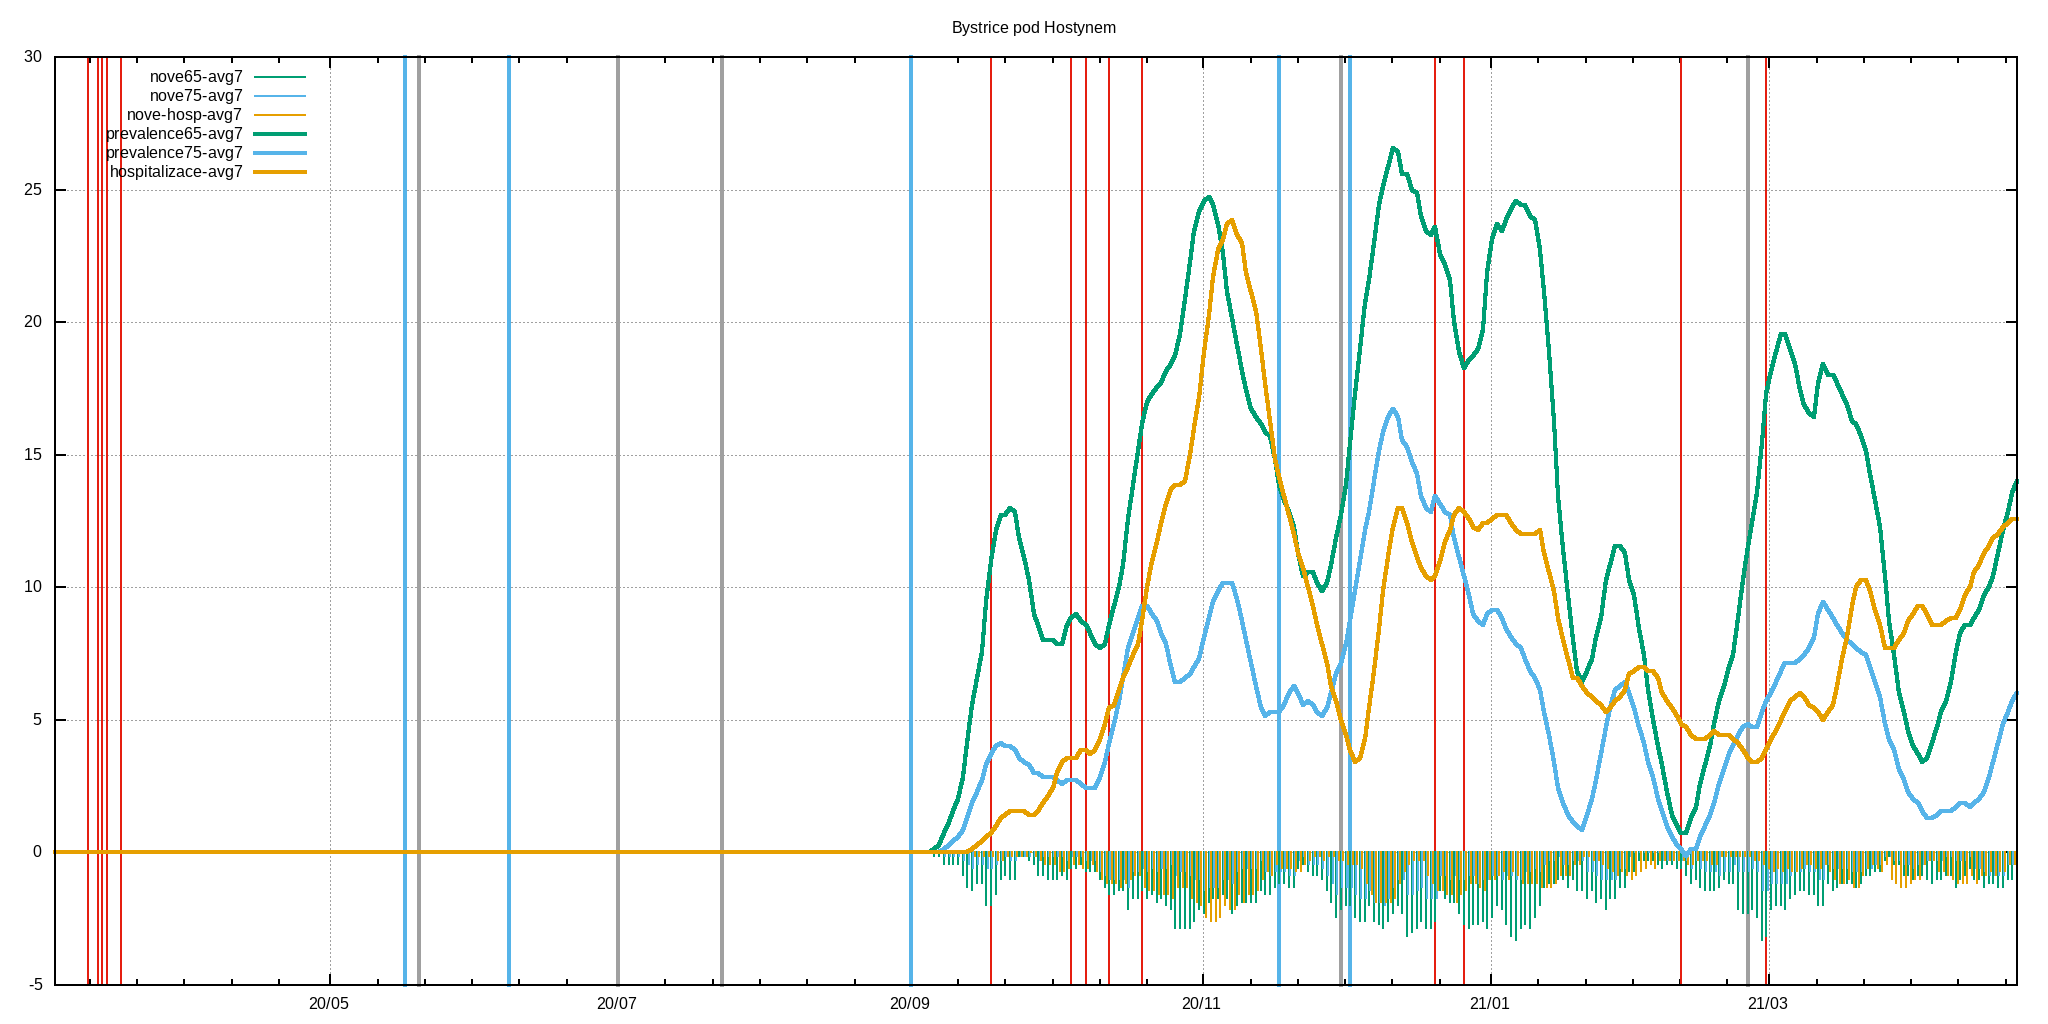 Bystrice pod Hostynem
30
25
20
15
10
5
0
-5
nove65-avg7
nove75-avg7
nove-hosp-avg7
prevalence65-avg7
prevalence75-avg7
hospitalizace-avg7
20/05 20/07 20/09 20/11 21/01 21/03